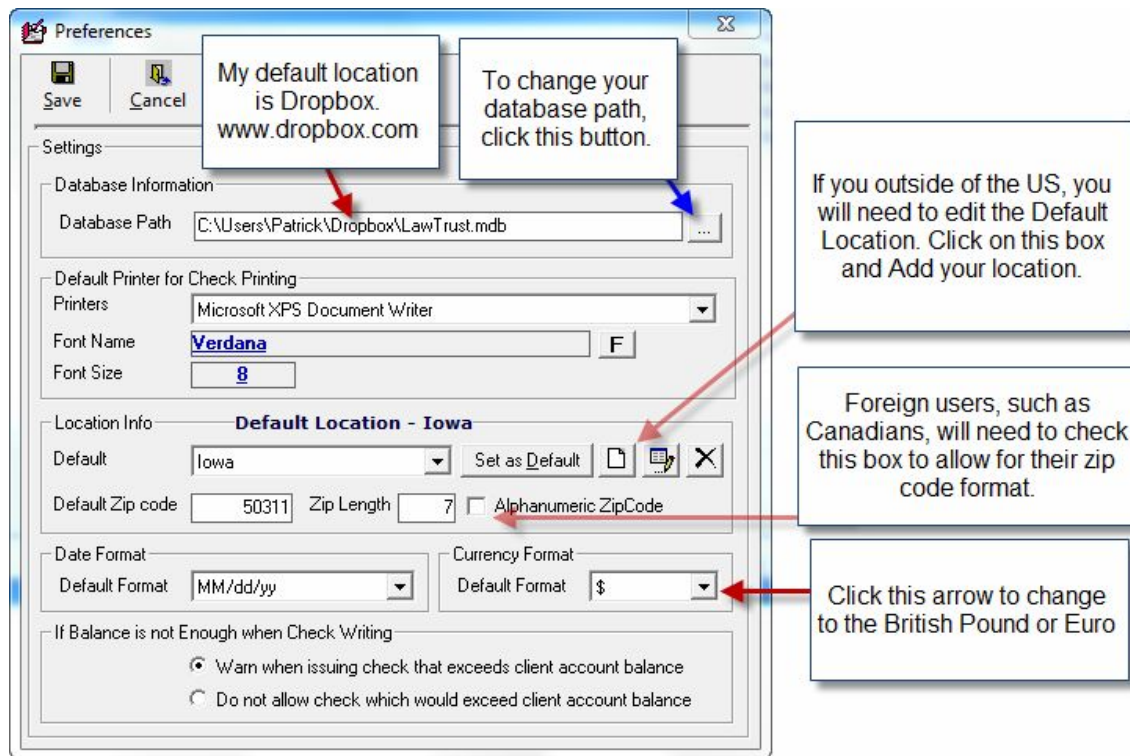 Preferences
Save
Cancel
My default location
is Dropbox.
www.dropbox.com
To change your
database path,
click this button.
Settings
Database Information
Database Path C:\Users\Patrick\Dropbox\LawTrust.mdb ...
If you outside of the US, you
will need to edit the Default
Location. Click on this box
and Add your location.
Default Printer for Check Printing
Printers Microsoft XPS Document Writer
Font Name Verdana F
Font Size 8
Location Info Default Location - Iowa
Default Iowa Set as Default
Default Zip code 50311 Zip Length 7 Alphanumeric ZipCode
Foreign users, such as
Canadians, will need to check
this box to allow for their zip
code format.
Date Format
Default Format MM/dd/yy
Currency Format
Default Format $
Click this arrow to change
to the British Pound or Euro
If Balance is not Enough when Check Writing
Warn when issuing check that exceeds client account balance
Do not allow check which would exceed client account balance